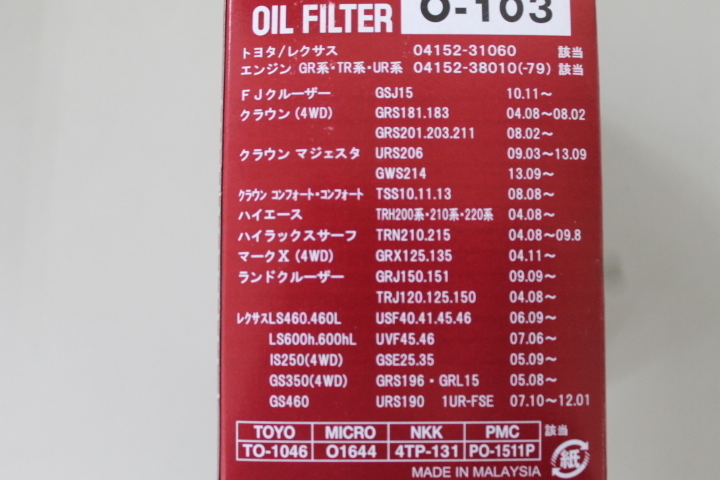 OIL FILTER O-103
トヨタ/レクサス 04152-31060 該当
エンジン GR系・TR系・UR系 04152-38010(-79) 該当
FJクルーザー GSJ15 10.11〜
クラウン(4WD) GRS181.183 04.08〜08.02
GRS201.203.211 08.02〜
クラウン マジェスタ URS206 09.03〜13.09
GWS214 13.09〜
クラウン コンフォート・コンフォート TSS10.11.13 08.08〜
ハイエース TRH200系・210系・220系 04.08〜
ハイラックスサーフ TRN210.215 04.08〜09.8
マークX(4WD) GRX125.135 04.11〜
ランドクルーザー GRJ150.151 09.09〜
TRJ120.125.150 04.08〜
レクサスLS460.460L USF40.41.45.46 06.09〜
LS600h.600hL UVF45.46 07.06〜
IS250(4WD) GSE25.35 05.09〜
GS350(4WD) GRS196・GRL15 05.08〜
GS460 URS190 1UR-FSE 07.10〜12.01
TOYO MICRO NKK PMC 該当
TO-1046 O1644 4TP-131 PO-1511P
紙
MADE IN MALAYSIA